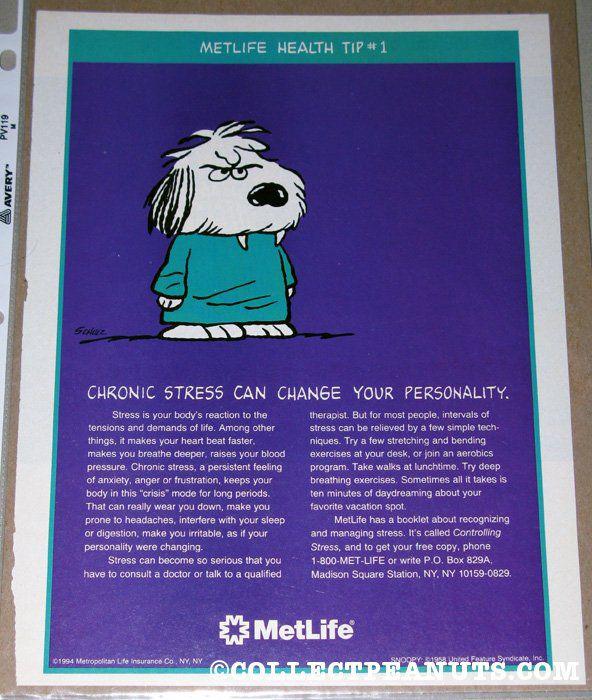 METLIFE HEALTH TIP #1
AVERY™
PV119
M
SCHULZ
CHRONIC STRESS CAN CHANGE YOUR PERSONALITY.
Stress is your body's reaction to the
tensions and demands of life. Among other
things, it makes your heart beat faster,
makes you breathe deeper, raises your blood
pressure. Chronic stress, a persistent feeling
of anxiety, anger or frustration, keeps your
body in this "crisis" mode for long periods.
That can really wear you down, make you
prone to headaches, interfere with your sleep
or digestion, make you irritable, as if your
personality were changing.
Stress can become so serious that you
have to consult a doctor or talk to a qualified
therapist. But for most people, intervals of
stress can be relieved by a few simple tech-
niques. Try a few stretching and bending
exercises at your desk, or join an aerobics
program. Take walks at lunchtime. Try deep
breathing exercises. Sometimes all it takes is
ten minutes of daydreaming about your
favorite vacation spot.
MetLife has a booklet about recognizing
and managing stress. It's called Controlling
Stress, and to get your free copy, phone
1-800-MET-LIFE or write P.O. Box 829A,
Madison Square Station, NY, NY 10159-0829.
MetLife®
©1994 Metropolitan Life Insurance Co., NY, NY
SNOOPY: ©1958 United Feature Syndicate, Inc.
©COLLECTPEANUTS.COM